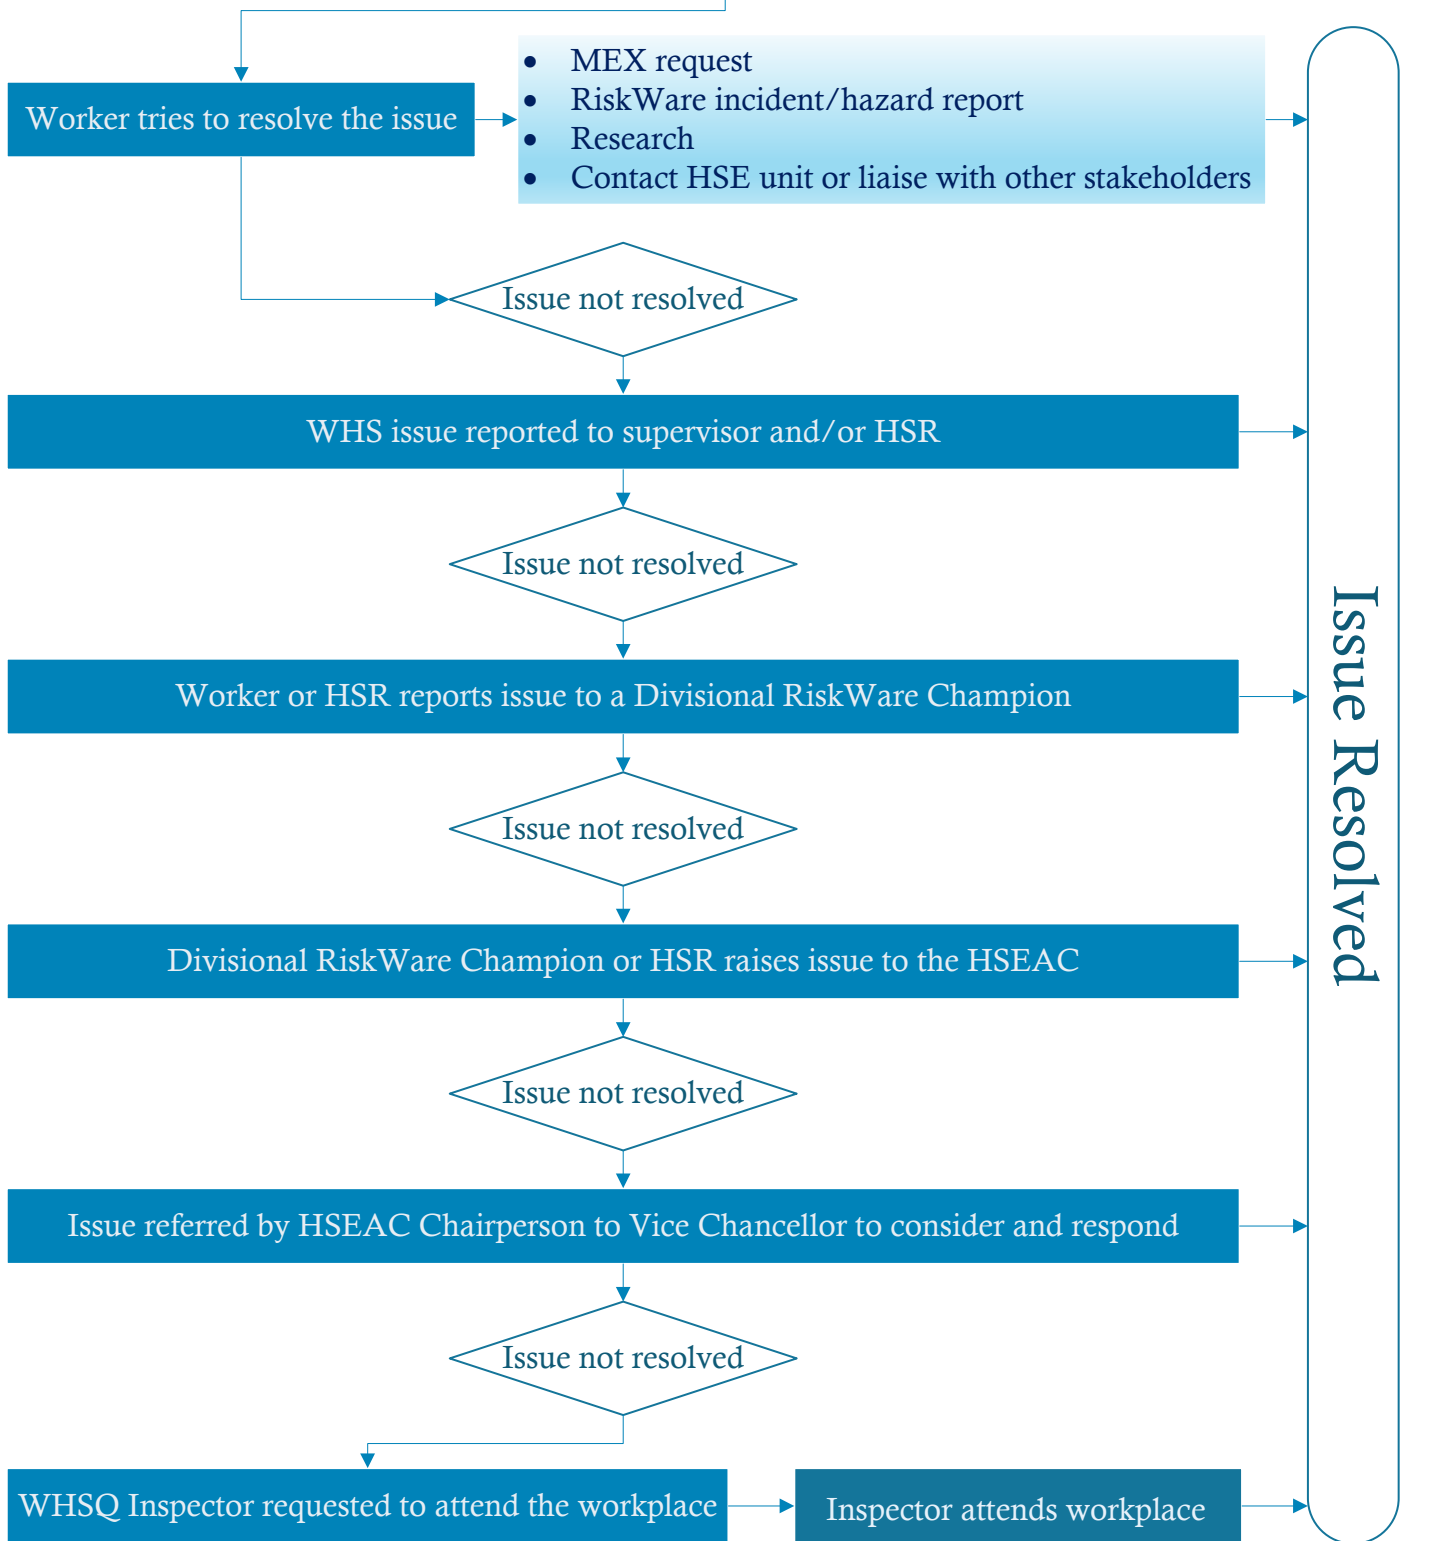 Worker tries to resolve the issue
• MEX request
• RiskWare incident/hazard report
• Research
• Contact HSE unit or liaise with other stakeholders
Issue not resolved
WHS issue reported to supervisor and/or HSR
Issue not resolved
Worker or HSR reports issue to a Divisional RiskWare Champion
Issue not resolved
Divisional RiskWare Champion or HSR raises issue to the HSEAC
Issue not resolved
Issue referred by HSEAC Chairperson to Vice Chancellor to consider and respond
Issue not resolved
WHSQ Inspector requested to attend the workplace
Inspector attends workplace
Issue Resolved